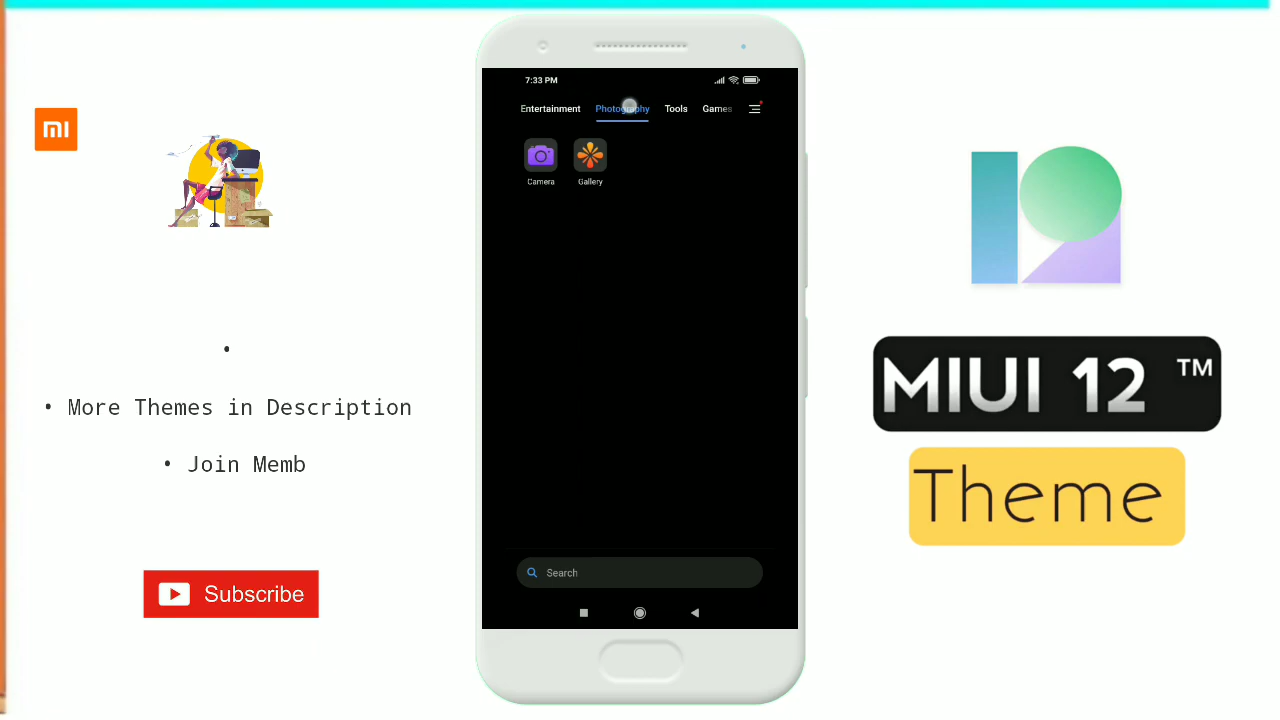 7:33 PM
Entertainment Photography Tools Games
Camera Gallery
Search
• More Themes in Description
• Join Memb
Subscribe
MIUI 12 ™
Theme